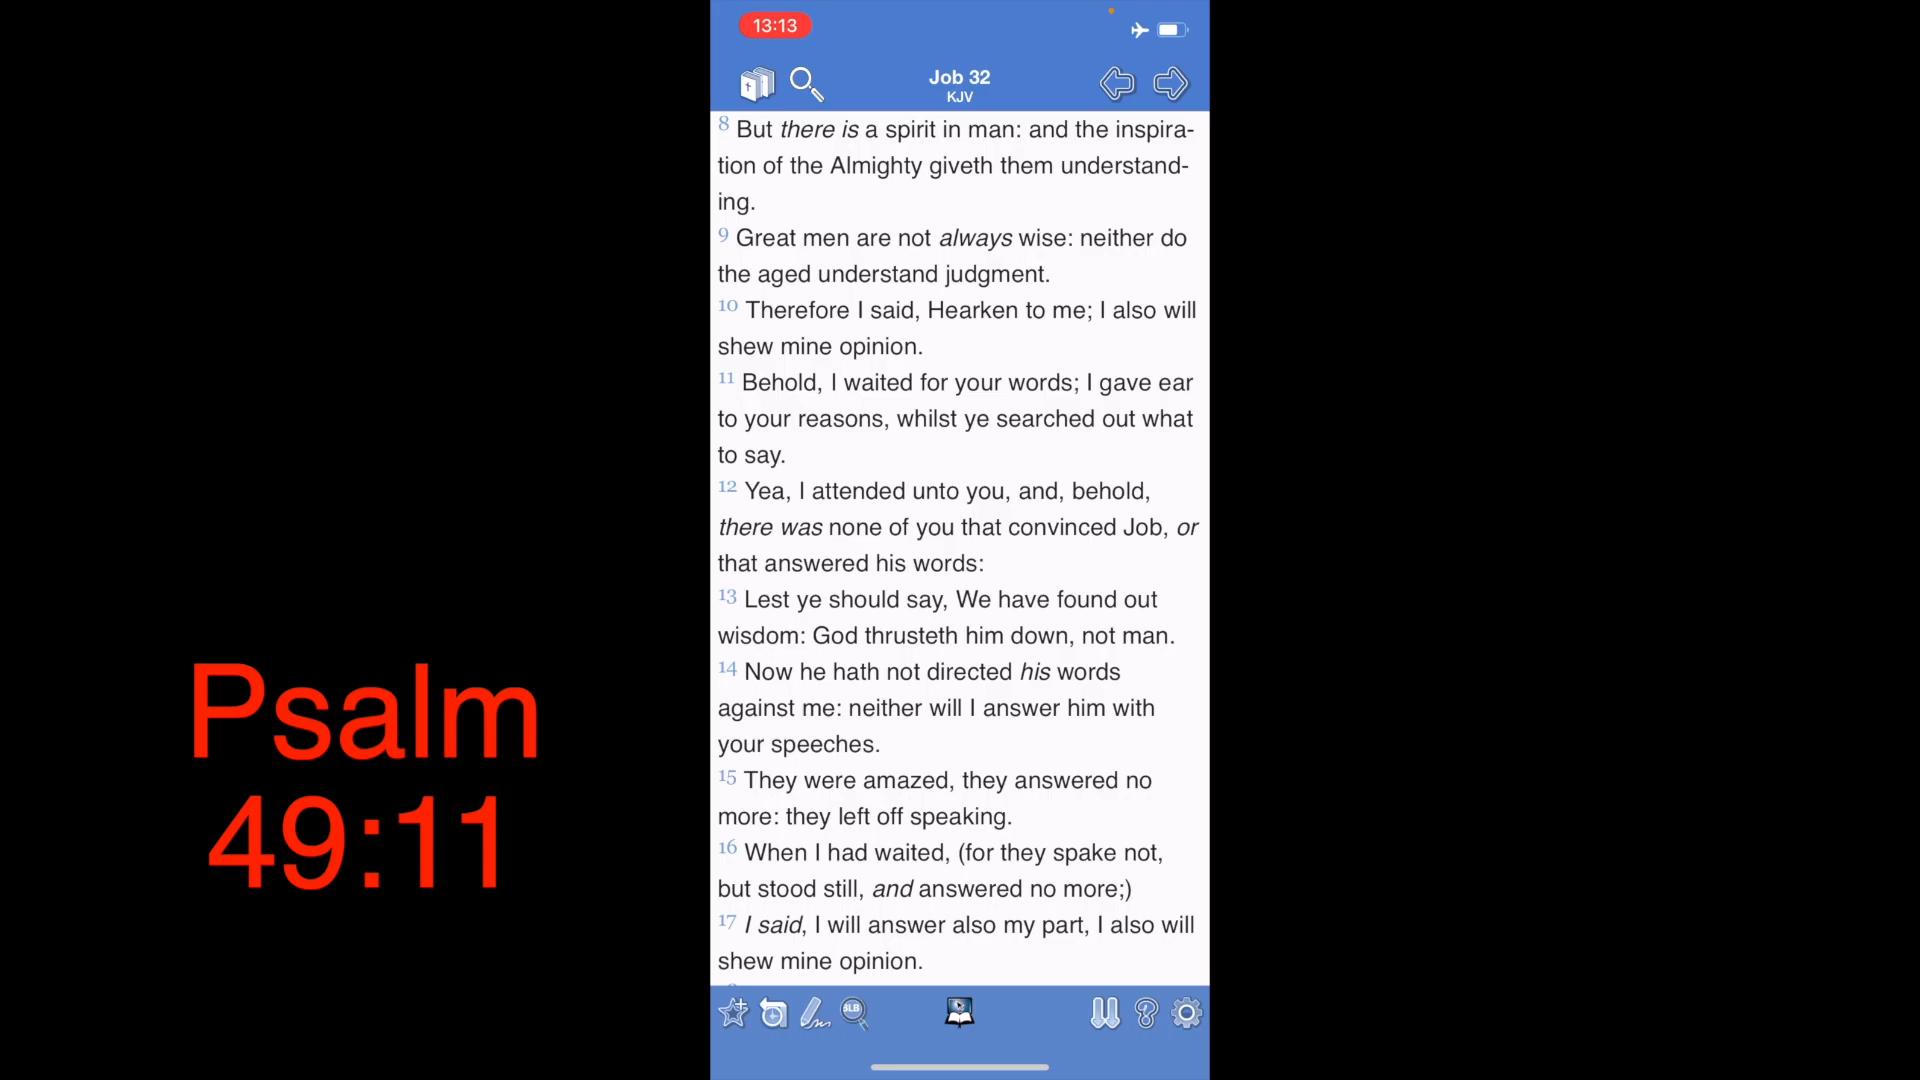 13:13
Job 32
KJV
8 But there is a spirit in man: and the inspira-
tion of the Almighty giveth them understand-
ing.
9 Great men are not always wise: neither do
the aged understand judgment.
10 Therefore I said, Hearken to me; I also will
shew mine opinion.
11 Behold, I waited for your words; I gave ear
to your reasons, whilst ye searched out what
to say.
12 Yea, I attended unto you, and, behold,
there was none of you that convinced Job, or
that answered his words:
13 Lest ye should say, We have found out
wisdom: God thrusteth him down, not man.
14 Now he hath not directed his words
against me: neither will I answer him with
your speeches.
15 They were amazed, they answered no
more: they left off speaking.
16 When I had waited, (for they spake not,
but stood still, and answered no more;)
17 I said, I will answer also my part, I also will
shew mine opinion.
BLB
Psalm
49:11